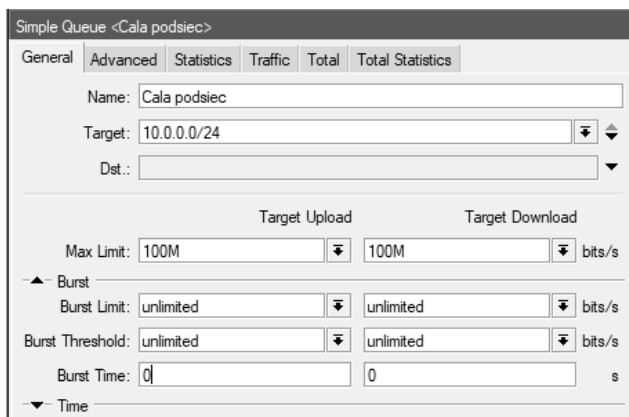 Simple Queue <Cala podsiec>
General Advanced Statistics Traffic Total Total Statistics
Name: Cala podsiec
Target: 10.0.0.0/24
Dst.:
Target Upload Target Download
Max Limit: 100M 100M bits/s
Burst
Burst Limit: unlimited unlimited bits/s
Burst Threshold: unlimited unlimited bits/s
Burst Time: 0 0 s
Time